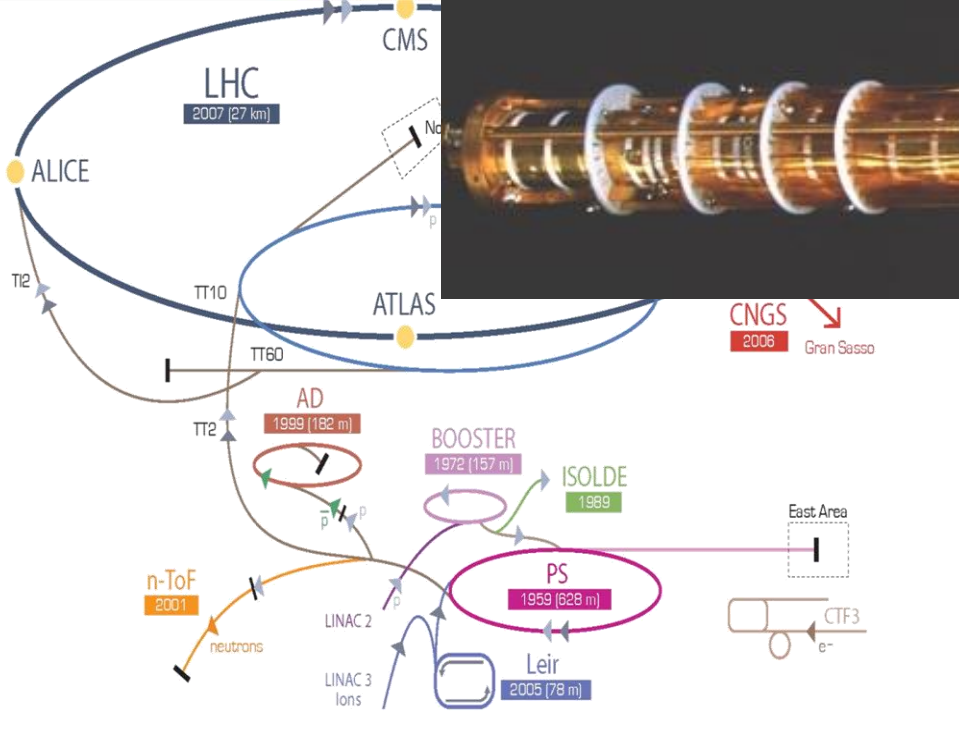 CMS
LHC
2007 (27 km)
No
ALICE
p
TI2
TT10
ATLAS
CNGS
2006
Gran Sasso
TT60
AD
1999 (182 m)
TT2
BOOSTER
1972 (157 m)
ISOLDE
1989
p
p
East Area
n-ToF
2001
PS
1959 (628 m)
p
LINAC 2
CTF3
neutrons
e-
LINAC 3
Ions
Leir
2005 (78 m)